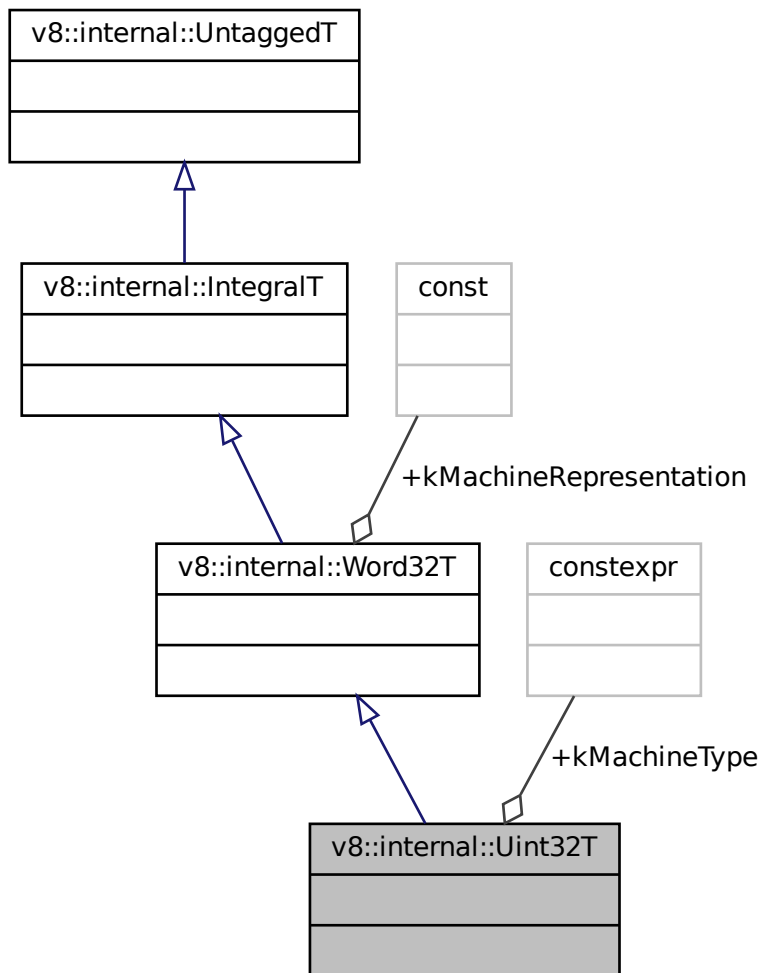 v8::internal::UntaggedT
v8::internal::IntegralT
const
+kMachineRepresentation
v8::internal::Word32T
constexpr
+kMachineType
v8::internal::Uint32T